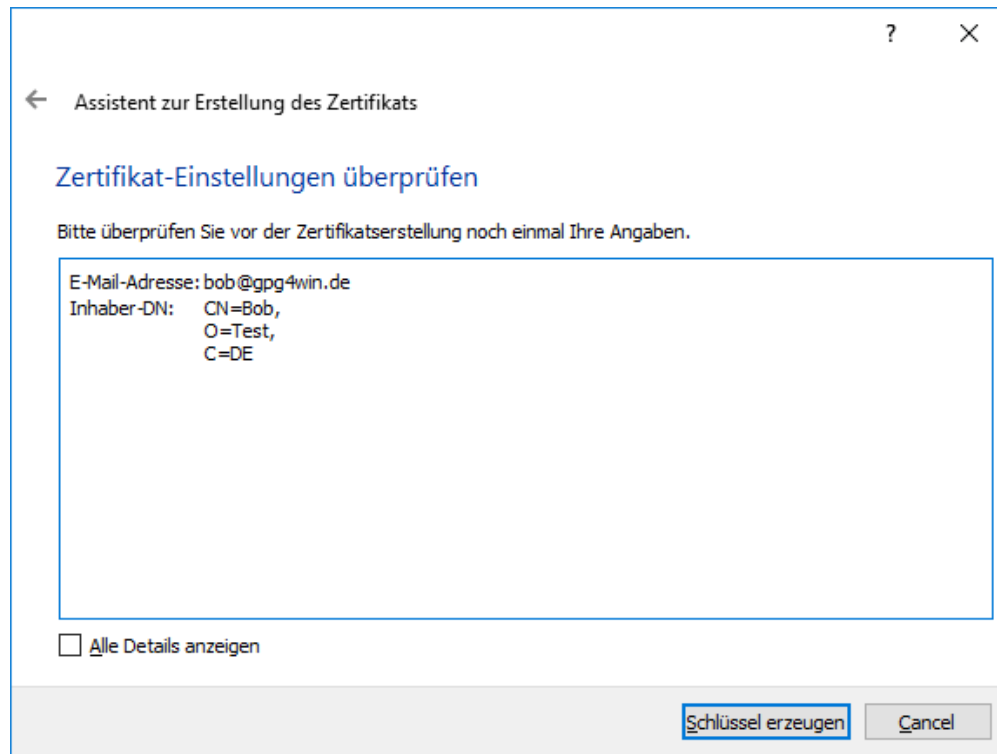 ?
Assistent zur Erstellung des Zertifikats
Zertifikat-Einstellungen überprüfen
Bitte überprüfen Sie vor der Zertifikatserstellung noch einmal Ihre Angaben.
E-Mail-Adresse: bob@gpg4win.de
Inhaber-DN: CN=Bob,
O=Test,
C=DE
Alle Details anzeigen
Schlüssel erzeugen Cancel